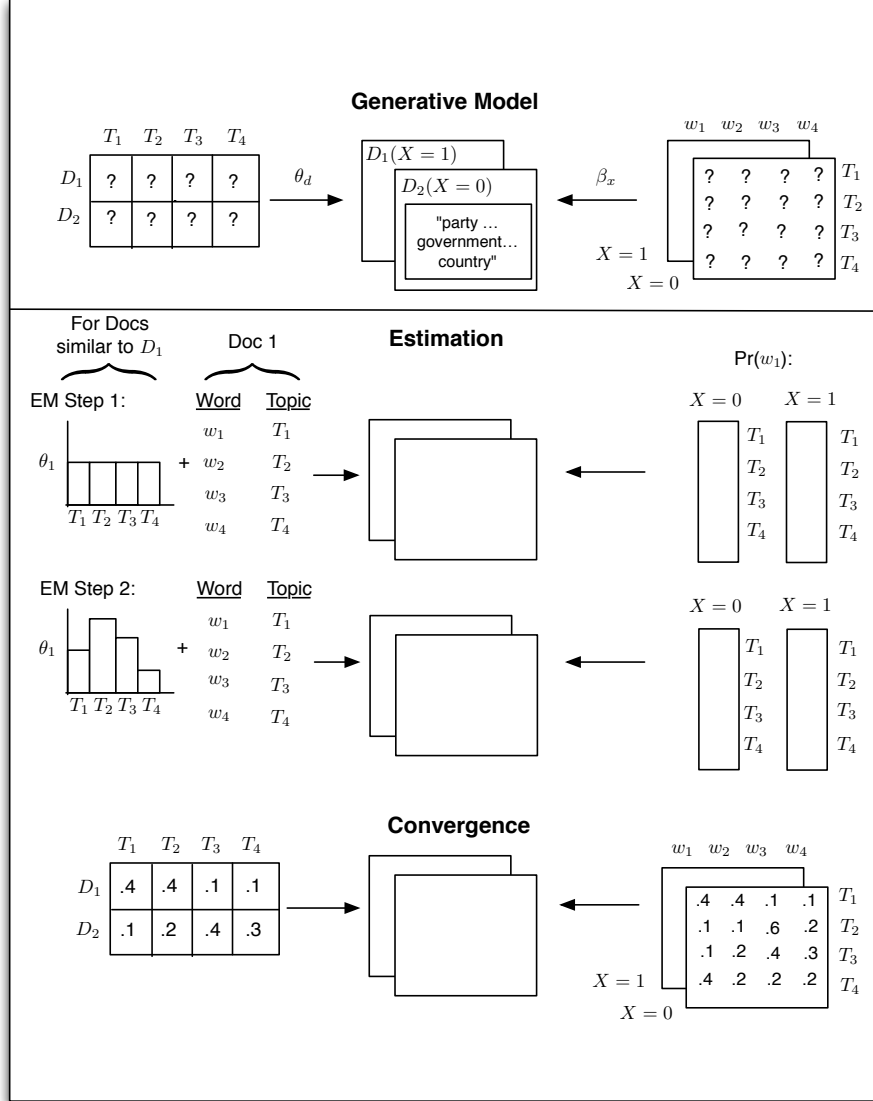 Generative Model
T1 T2 T3 T4
D1 ? ? ? ?
D2 ? ? ? ?
θd
D1(X = 1)
D2(X = 0)
"party ...
government...
country"
βx
w1 w2 w3 w4
? ? ? ? T1
? ? ? ? T2
? ? ? ? T3
? ? ? ? T4
X = 1
X = 0
Estimation
For Docs
similar to D1
Doc 1
Pr(w1):
EM Step 1:
θ1
T1 T2 T3 T4
+
Word Topic
w1 T1
w2 T2
w3 T3
w4 T4
X = 0 X = 1
T1 T1
T2 T2
T3 T3
T4 T4
EM Step 2:
θ1
T1 T2 T3 T4
+
Word Topic
w1 T1
w2 T2
w3 T3
w4 T4
X = 0 X = 1
T1 T1
T2 T2
T3 T3
T4 T4
Convergence
T1 T2 T3 T4
D1 .4 .4 .1 .1
D2 .1 .2 .4 .3
w1 w2 w3 w4
.4 .4 .1 .1 T1
.1 .1 .6 .2 T2
.1 .2 .4 .3 T3
.4 .2 .2 .2 T4
X = 1
X = 0